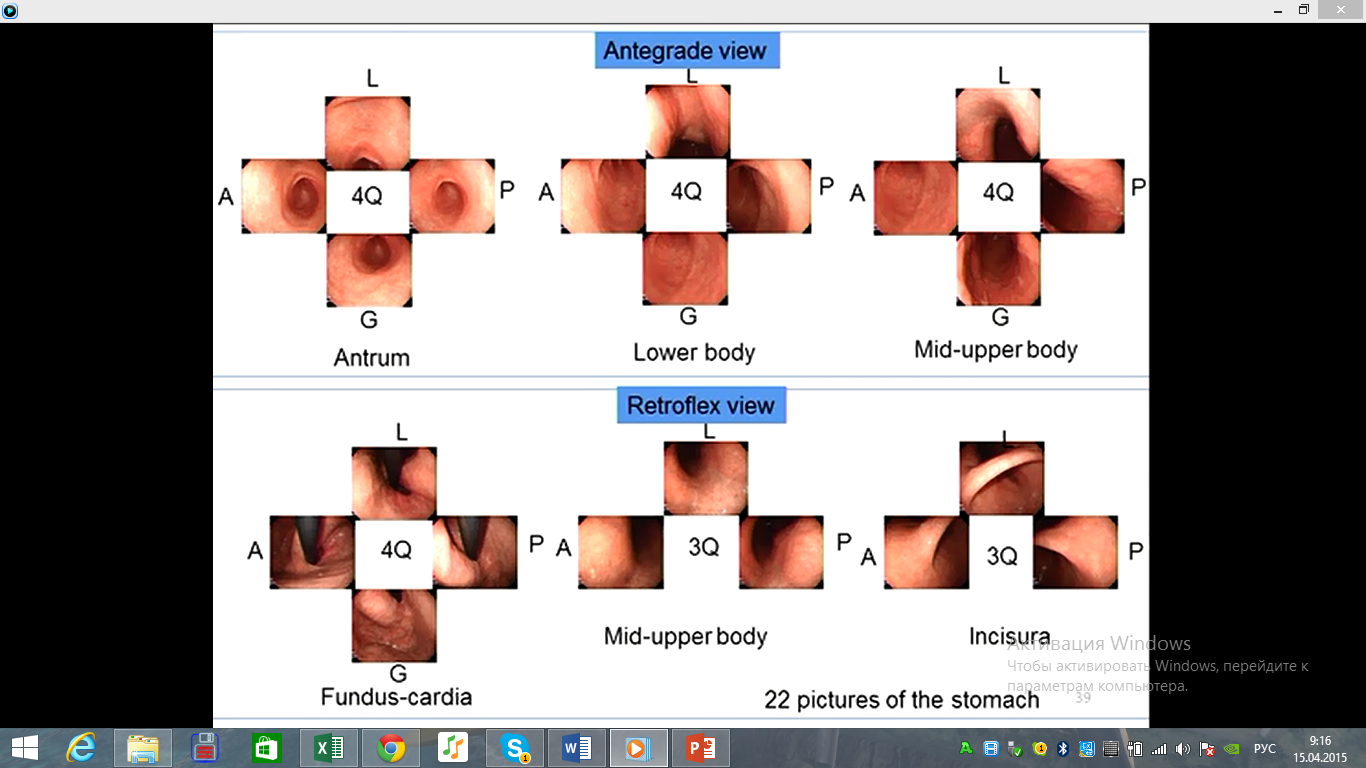 Antegrade view
L
L
L
A
4Q
P
A
4Q
P
A
4Q
P
G
G
G
Antrum
Lower body
Mid-upper body
Retroflex view
L
L
L
A
4Q
P
A
3Q
P
A
3Q
P
G
Fundus-cardia
Mid-upper body
Incisura
22 pictures of the stomach
39
Активация Windows
Чтобы активировать Windows, перейдите к
параметрам компьютера.
РУС
9:16
15.04.2015